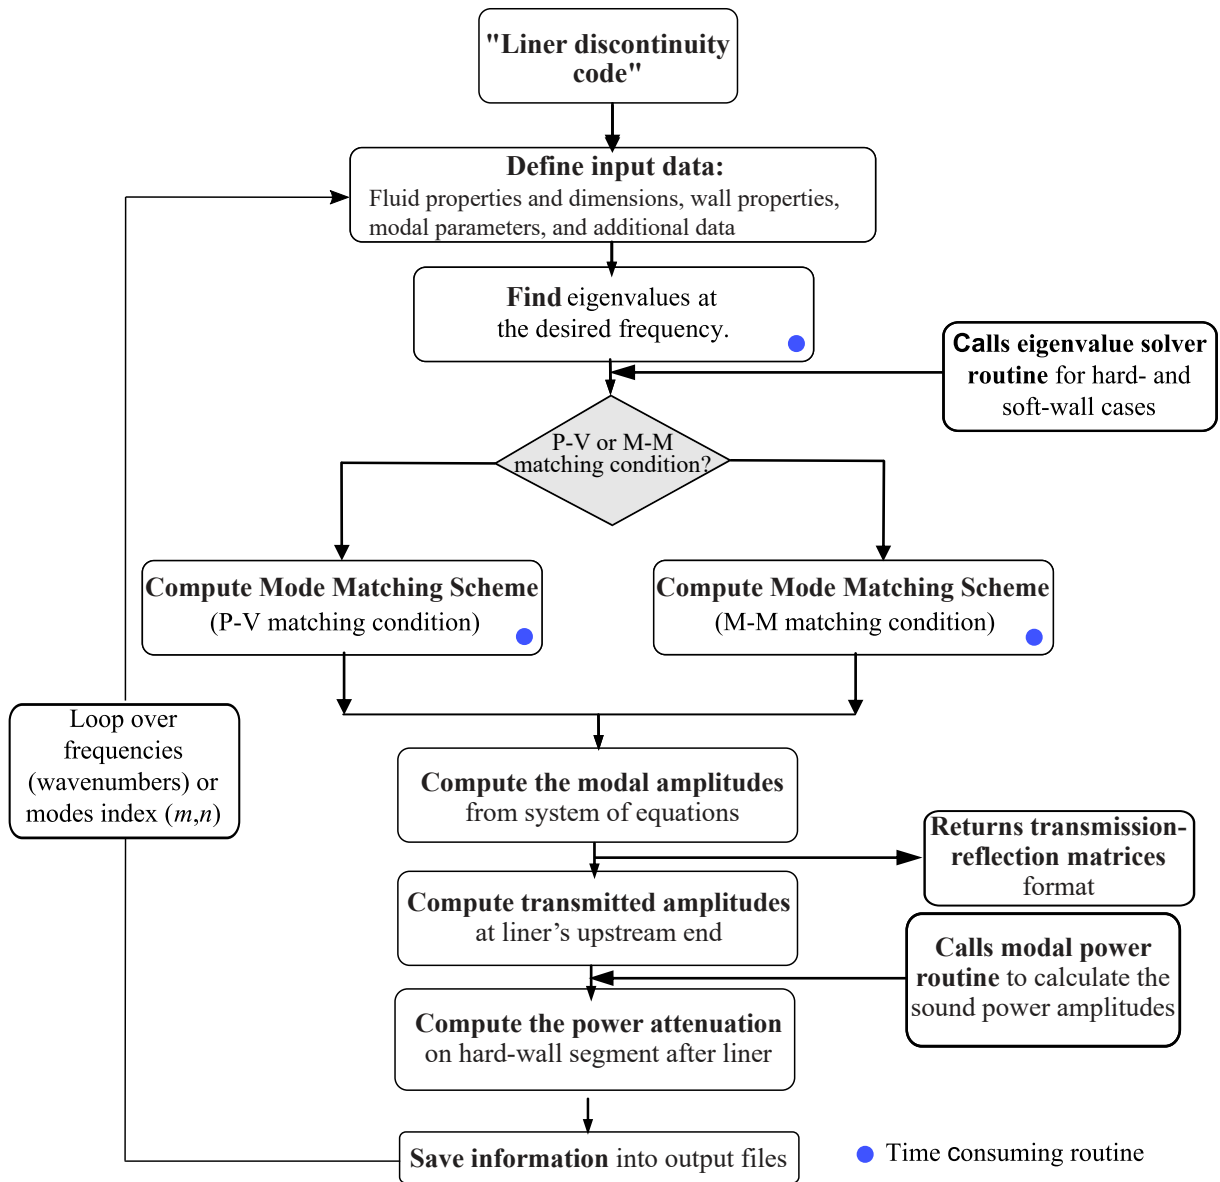 "Liner discontinuity
code"
Define input data:
Fluid properties and dimensions, wall properties,
modal parameters, and additional data
Find eigenvalues at
the desired frequency.
Calls eigenvalue solver
routine for hard- and
soft-wall cases
P-V or M-M
matching condition?
Compute Mode Matching Scheme
(P-V matching condition)
Compute Mode Matching Scheme
(M-M matching condition)
Loop over
frequencies
(wavenumbers) or
modes index (m,n)
Compute the modal amplitudes
from system of equations
Returns transmission-
reflection matrices
format
Compute transmitted amplitudes
at liner’s upstream end
Calls modal power
routine to calculate the
sound power amplitudes
Compute the power attenuation
on hard-wall segment after liner
Save information into output files
Time consuming routine